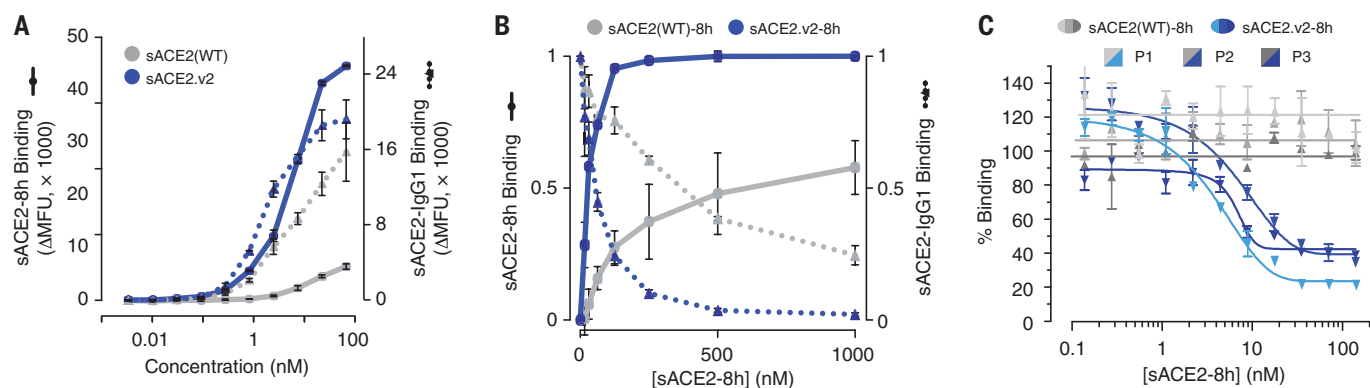 A
sACE2-8h Binding
(ΔMFU, × 1000)
50
40
30
20
10
0
sACE2(WT)
sACE2.v2
24
16
8
0
sACE2-IgG1 Binding
(ΔMFU, × 1000)
0.01
1
100
Concentration (nM)
B
sACE2(WT)-8h
sACE2.v2-8h
sACE2-8h Binding
1
0.5
0
1
0.5
0
sACE2-IgG1 Binding
0
500
1000
[sACE2-8h] (nM)
C
sACE2(WT)-8h
sACE2.v2-8h
P1
P2
P3
% Binding
140
120
100
80
60
40
20
0
0.1
1
10
100
[sACE2-8h] (nM)